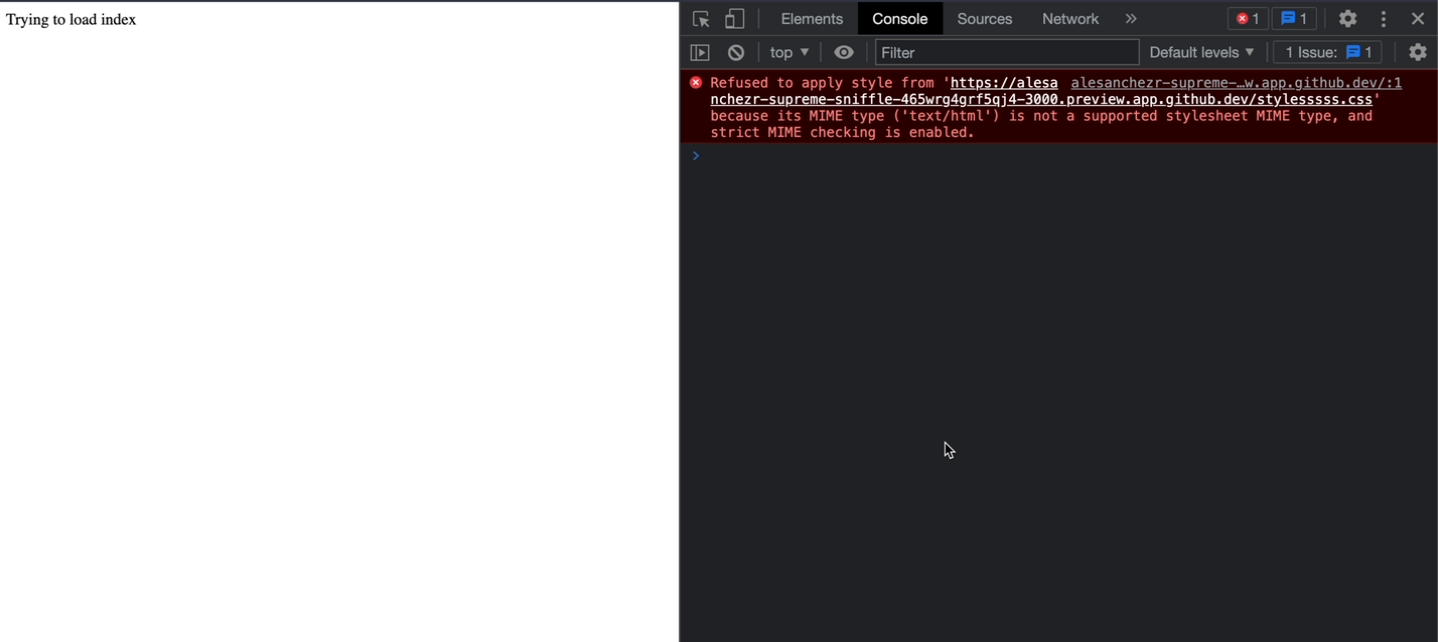 Trying to load index
Elements Console Sources Network » 1 1
top ▼ Filter Default levels ▼ 1 Issue: 1
Refused to apply style from 'https://alesa alesanchezr-supreme-…w.app.github.dev/:1
nchezr-supreme-sniffle-465wrg4grf5qj4-3000.preview.app.github.dev/stylesssss.css'
because its MIME type ('text/html') is not a supported stylesheet MIME type, and
strict MIME checking is enabled.